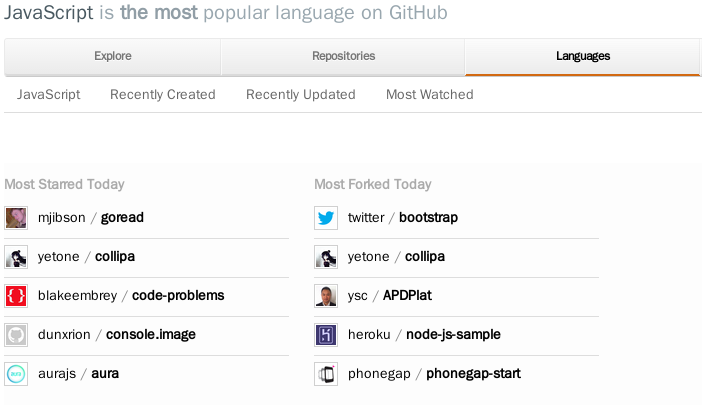 JavaScript is the most popular language on GitHub
Explore Repositories Languages
JavaScript Recently Created Recently Updated Most Watched
Most Starred Today
mjibson / goread
yetone / collipa
blakeembrey / code-problems
dunxrion / console.image
aurajs / aura
Most Forked Today
twitter / bootstrap
yetone / collipa
ysc / APDPlat
heroku / node-js-sample
phonegap / phonegap-start